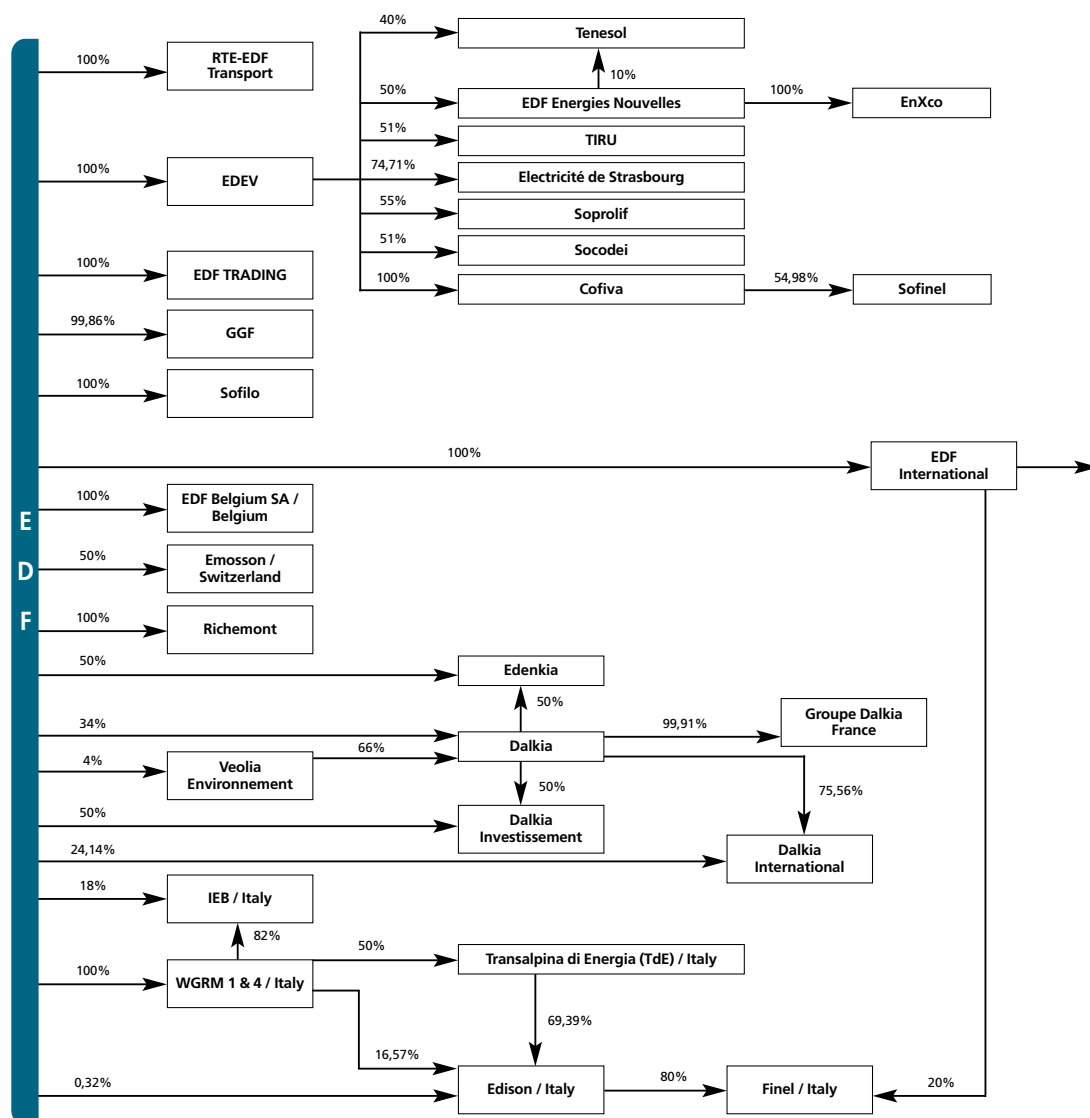 40%
Tenesol
100%
RTE-EDF
Transport
10%
50%
EDF Energies Nouvelles
100%
EnXco
51%
TIRU
100%
EDEV
74,71%
Electricité de Strasbourg
55%
Soprolif
51%
Socodei
100%
EDF TRADING
100%
Cofiva
54,98%
Sofinel
99,86%
GGF
100%
Sofilo
100%
EDF
International
E
D
F
100%
EDF Belgium SA /
Belgium
50%
Emosson /
Switzerland
100%
Richemont
50%
Edenkia
50%
34%
Dalkia
99,91%
Groupe Dalkia
France
4%
Veolia
Environnement
66%
50%
75,56%
50%
Dalkia
Investissement
24,14%
Dalkia
International
18%
IEB / Italy
82%
50%
Transalpina di Energia (TdE) / Italy
100%
WGRM 1 & 4 / Italy
69,39%
16,57%
0,32%
Edison / Italy
80%
Finel / Italy
20%